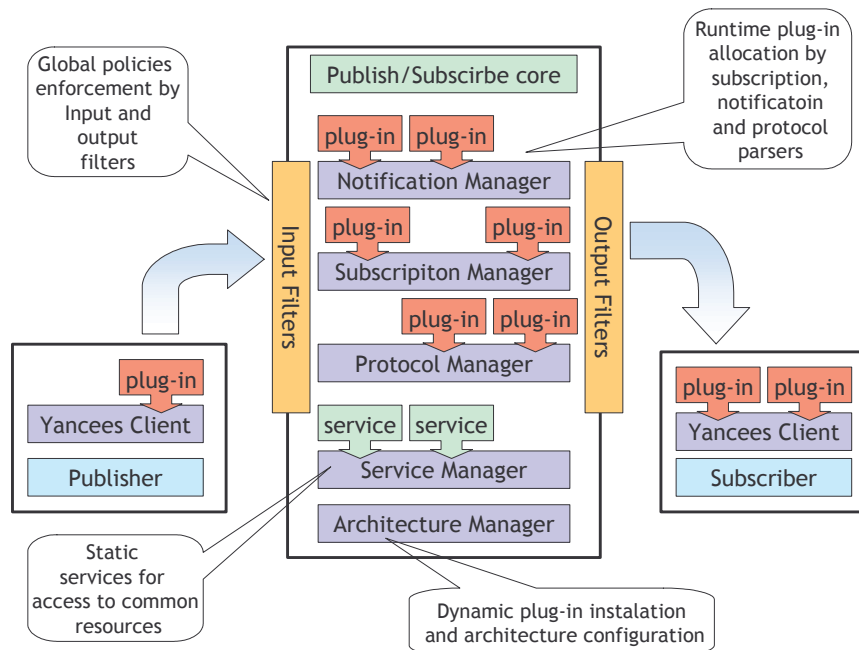 Global policies
enforcement by
Input and
output
filters
Publish/Subscirbe core
Runtime plug-in
allocation by
subscription,
notificatoin
and protocol
parsers
plug-in
plug-in
Notification Manager
Input Filters
Output Filters
plug-in
plug-in
Subscripiton Manager
plug-in
plug-in
Protocol Manager
plug-in
Yancees Client
Publisher
service
service
Service Manager
Architecture Manager
plug-in
plug-in
Yancees Client
Subscriber
Static
services for
access to common
resources
Dynamic plug-in instalation
and architecture configuration